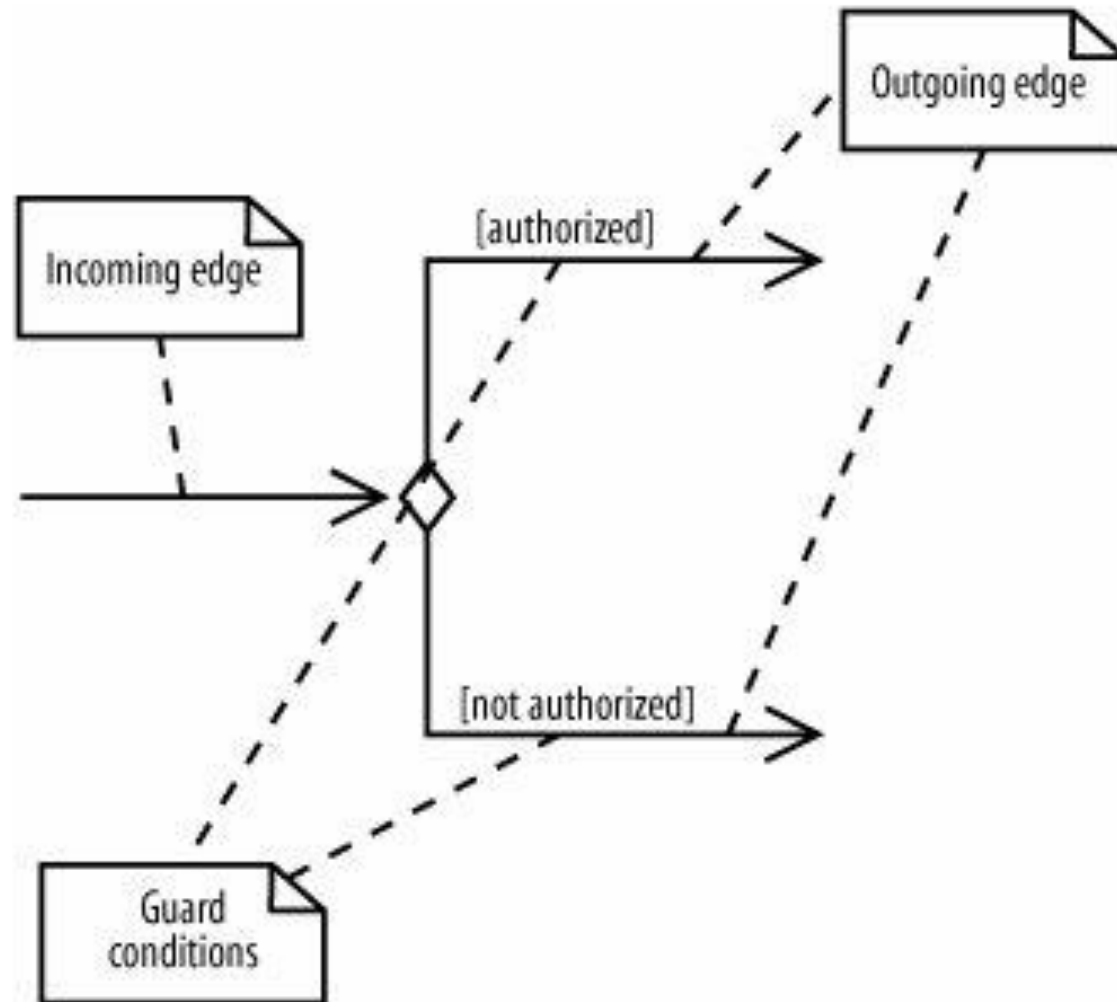 Outgoing edge
[authorized]
Incoming edge
[not authorized]
Guard
conditions